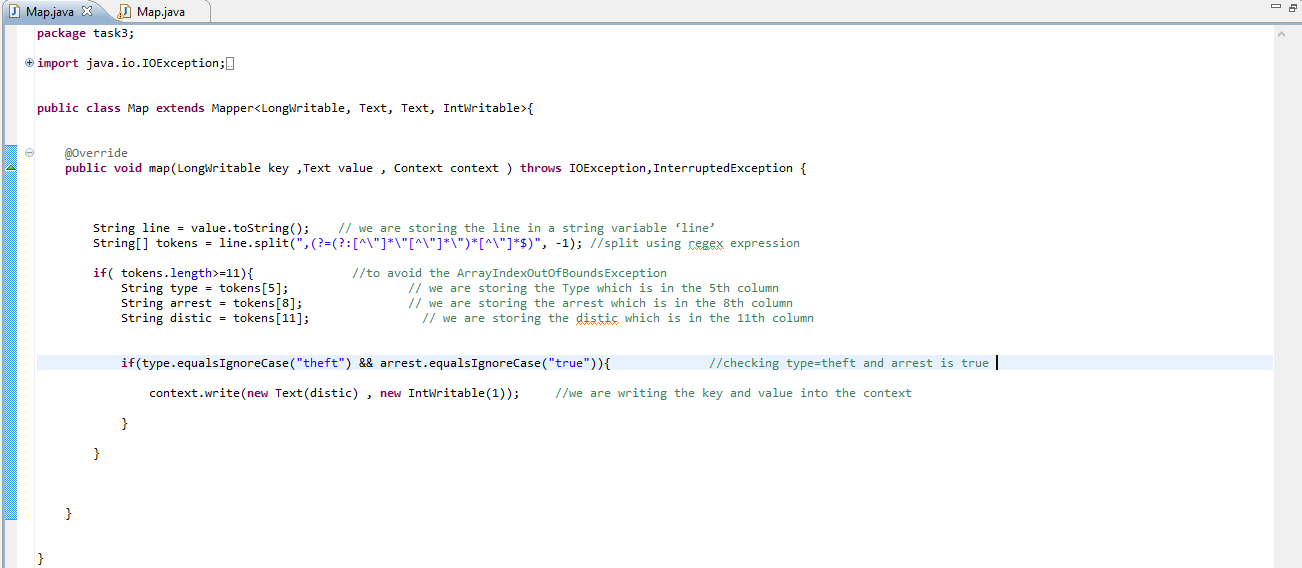 Map.java Map.java
package task3;
import java.io.IOException;
public class Map extends Mapper<LongWritable, Text, Text, IntWritable>{
@Override
public void map(LongWritable key ,Text value , Context context ) throws IOException,InterruptedException {
String line = value.toString(); // we are storing the line in a string variable ‘line’
String[] tokens = line.split(",(?=(?:[^\"]*\"[^\"]*\")*[^\"]*$)", -1); //split using regex expression
if( tokens.length>=11){ //to avoid the ArrayIndexOutOfBoundsException
String type = tokens[5]; // we are storing the Type which is in the 5th column
String arrest = tokens[8]; // we are storing the arrest which is in the 8th column
String distic = tokens[11]; // we are storing the distic which is in the 11th column
if(type.equalsIgnoreCase("theft") && arrest.equalsIgnoreCase("true")){ //checking type=theft and arrest is true
context.write(new Text(distic) , new IntWritable(1)); //we are writing the key and value into the context
}
}
}
}